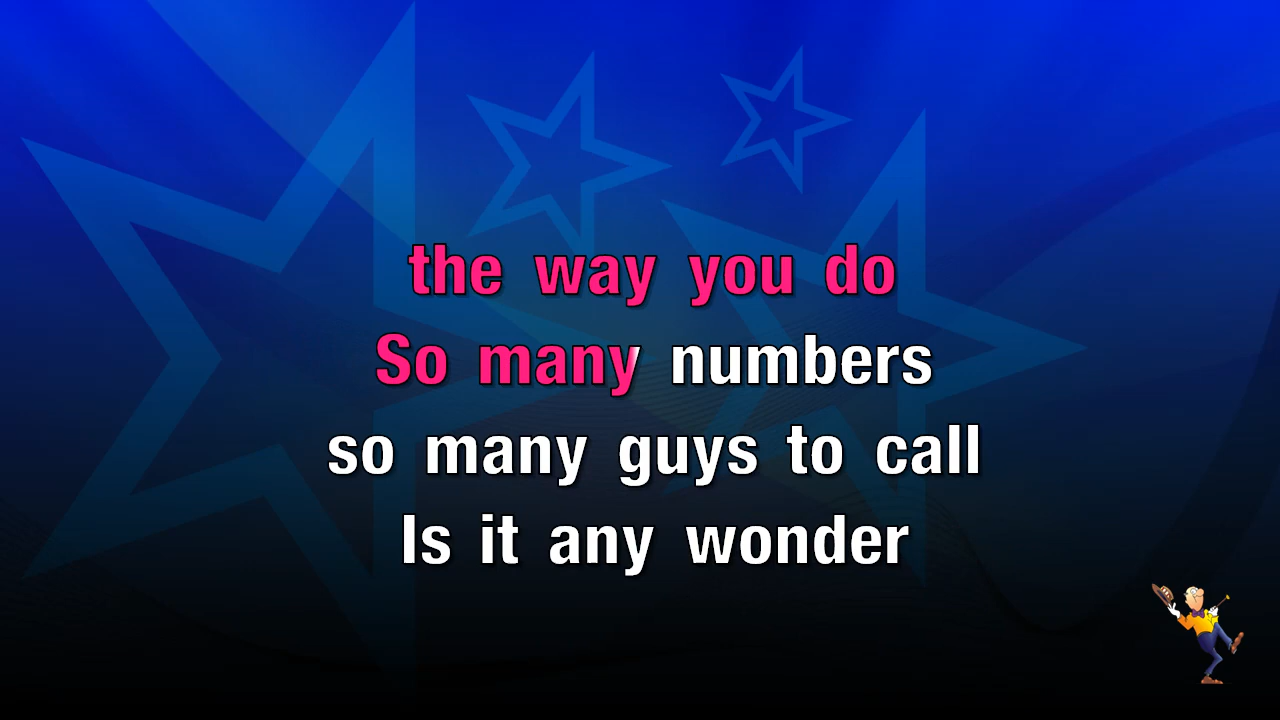 the way you do
So many numbers
so many guys to call
Is it any wonder